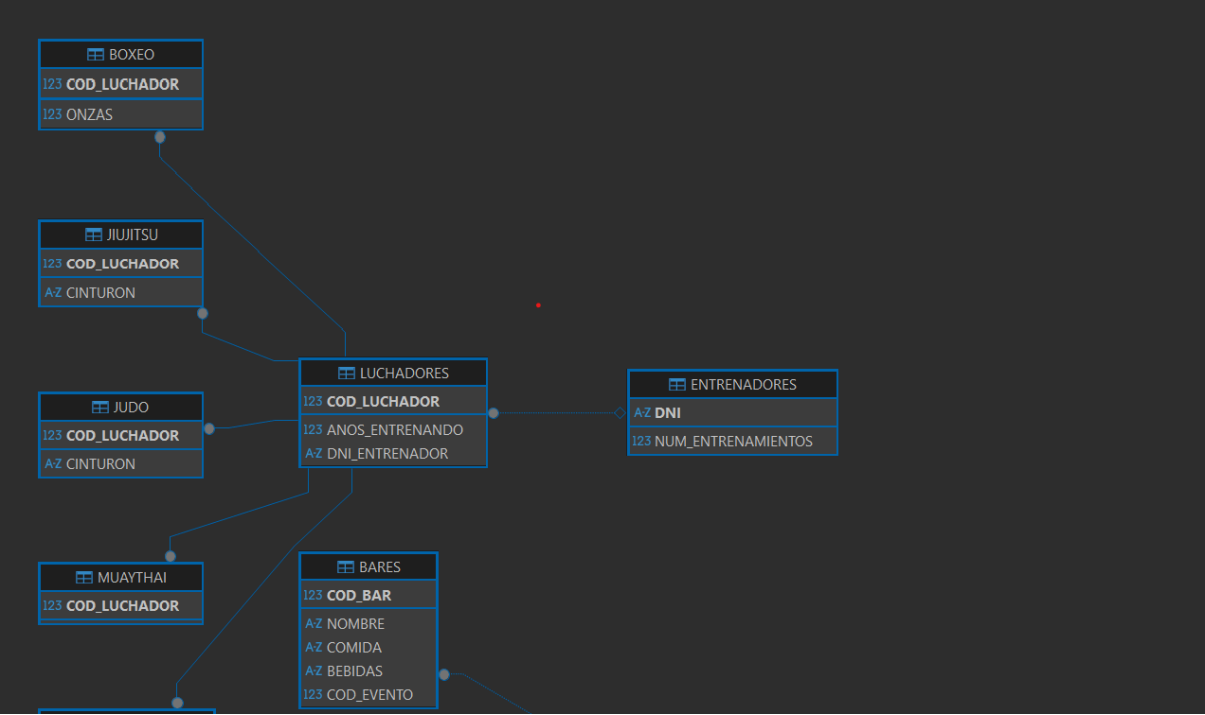 BOXEO
123 COD_LUCHADOR
123 ONZAS
JIUJITSU
123 COD_LUCHADOR
A-Z CINTURON
JUDO
123 COD_LUCHADOR
A-Z CINTURON
MUAYTHAI
123 COD_LUCHADOR
LUCHADORES
123 COD_LUCHADOR
123 ANOS_ENTRENANDO
A-Z DNI_ENTRENADOR
BARES
123 COD_BAR
A-Z NOMBRE
A-Z COMIDA
A-Z BEBIDAS
123 COD_EVENTO
ENTRENADORES
A-Z DNI
123 NUM_ENTRENAMIENTOS